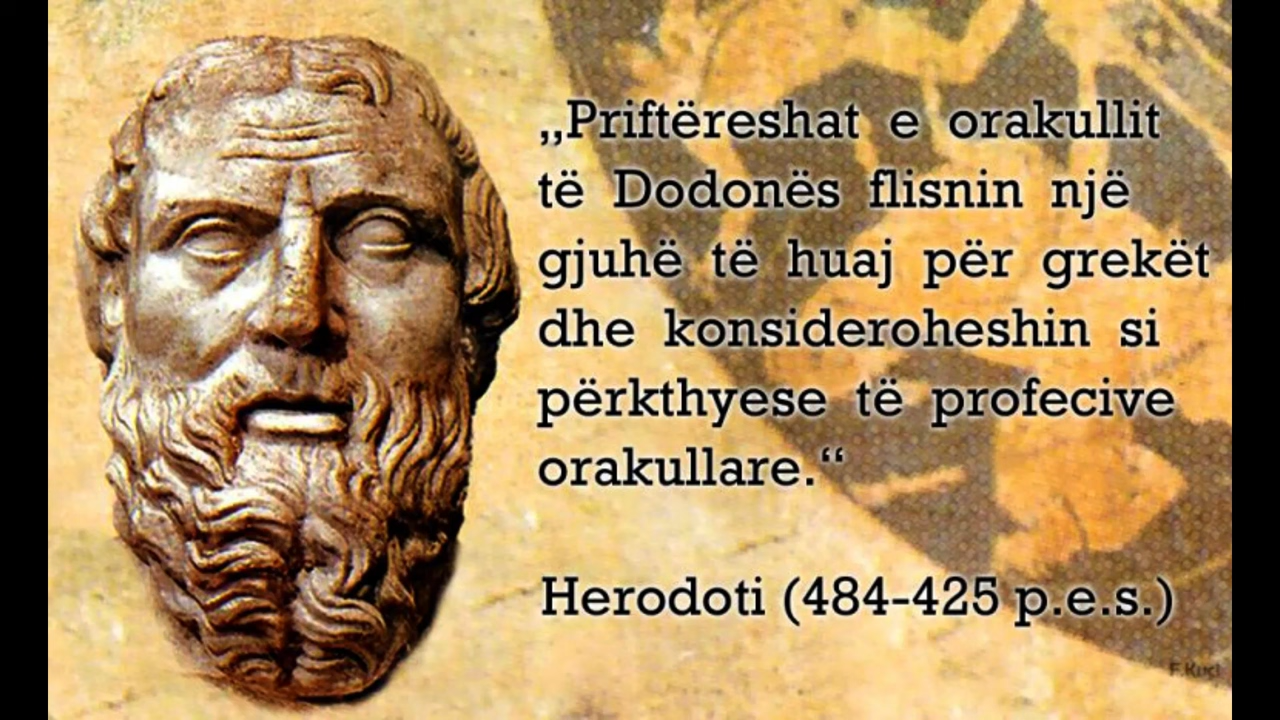 „Priftëreshat e orakullit
të Dodonës flisnin një
gjuhë të huaj për grekët
dhe konsideroheshin si
përkthyese të profecive
orakullare.“
Herodoti (484-425 p.e.s.)